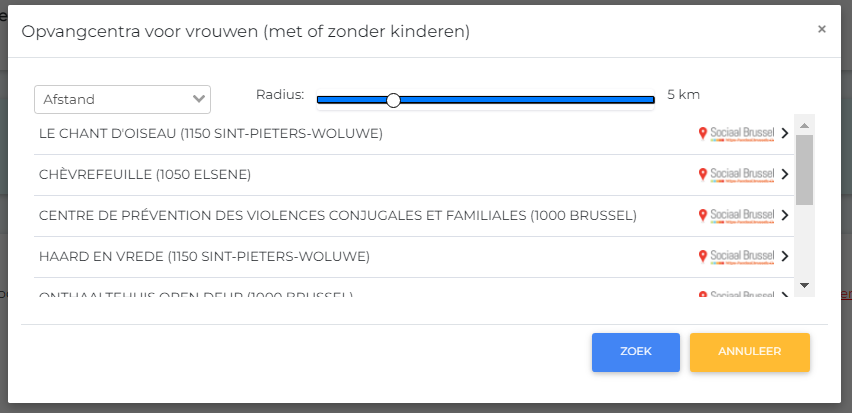 Opvangcentra voor vrouwen (met of zonder kinderen)
×
Afstand
Radius:
5 km
LE CHANT D'OISEAU (1150 SINT-PIETERS-WOLUWE)
Sociaal Brussel
CHÈVREFEUILLE (1050 ELSENE)
Sociaal Brussel
CENTRE DE PRÉVENTION DES VIOLENCES CONJUGALES ET FAMILIALES (1000 BRUSSEL)
Sociaal Brussel
HAARD EN VREDE (1150 SINT-PIETERS-WOLUWE)
Sociaal Brussel
ONTHAALTEHUIS OPEN DEUR (1000 BRUSSEL)
Sociaal Brussel
ZOEK
ANNULEER